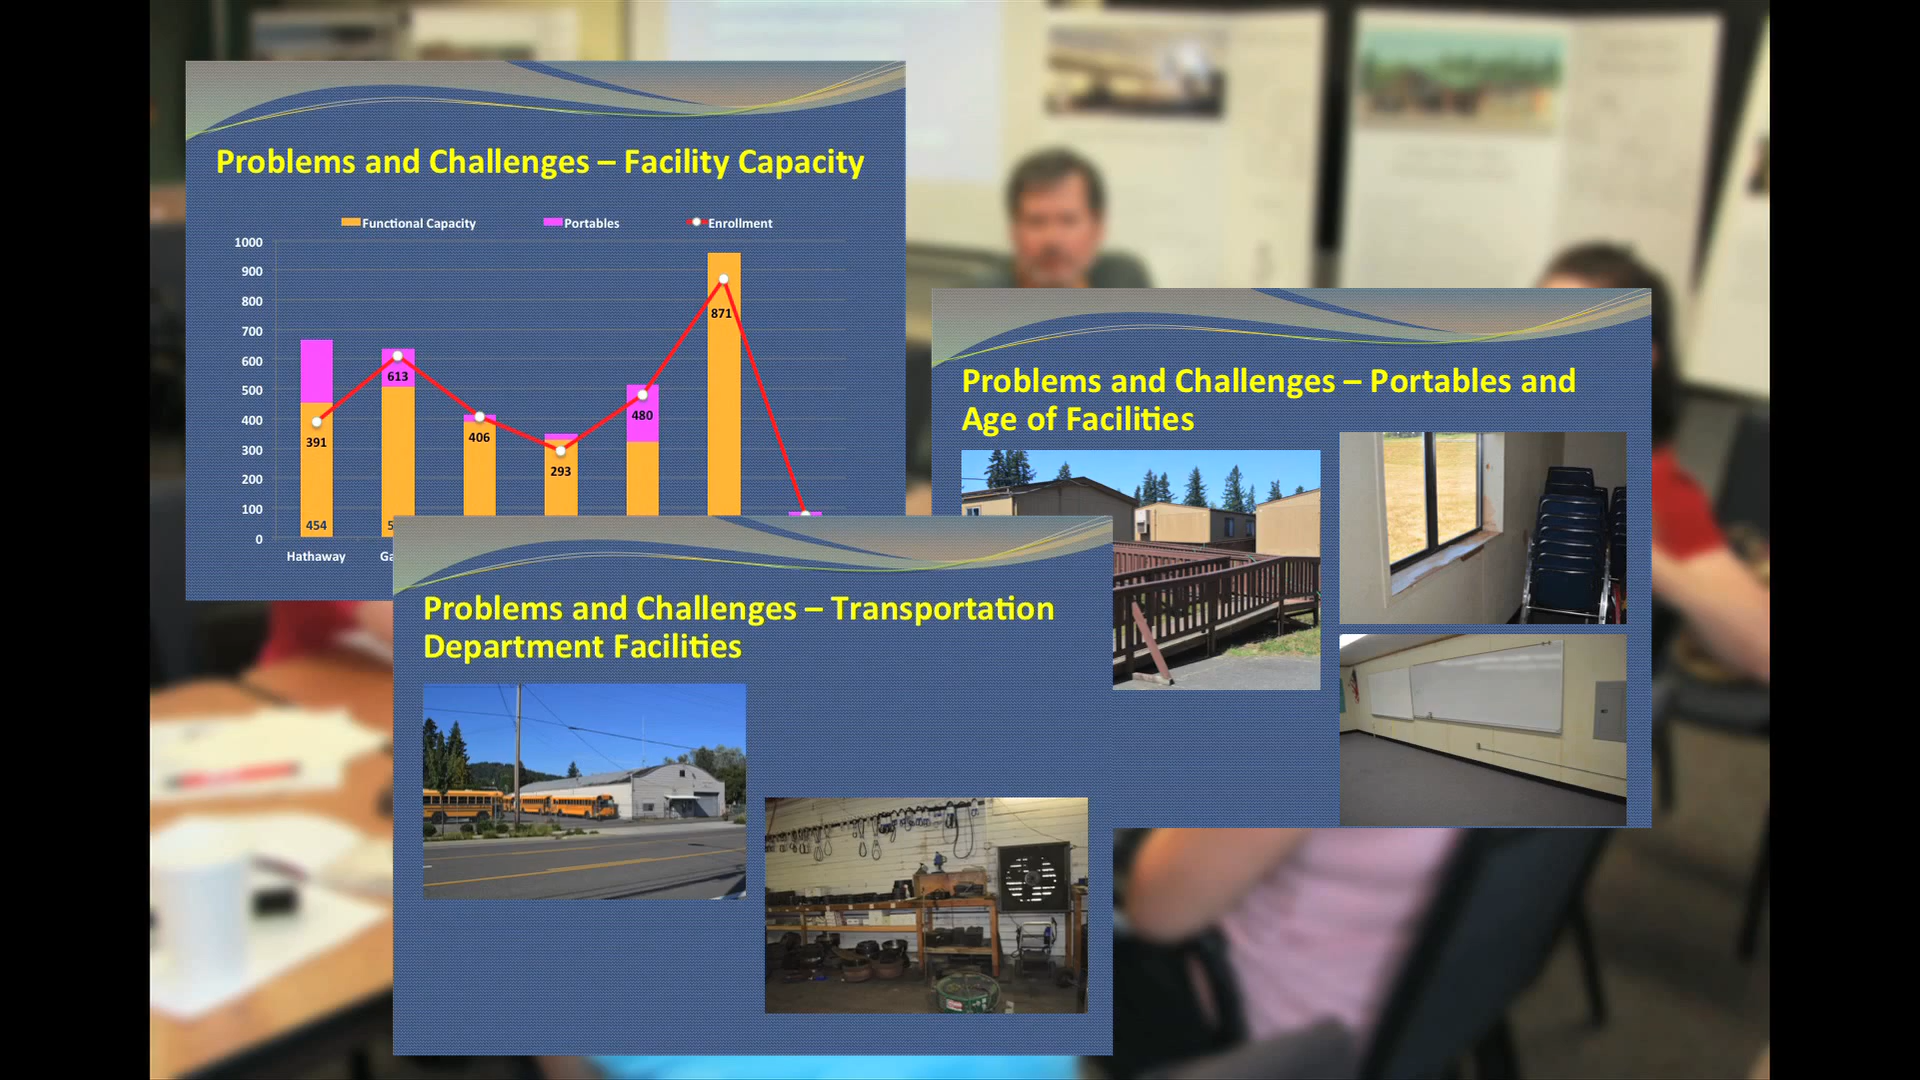 Problems and Challenges – Facility Capacity
Functional Capacity Portables Enrollment
1000
900
800
700
600
500
400
300
200
100
0
391
613
406
293
480
871
454
Hathaway
Problems and Challenges – Portables and
Age of Facilities
Problems and Challenges – Transportation
Department Facilities